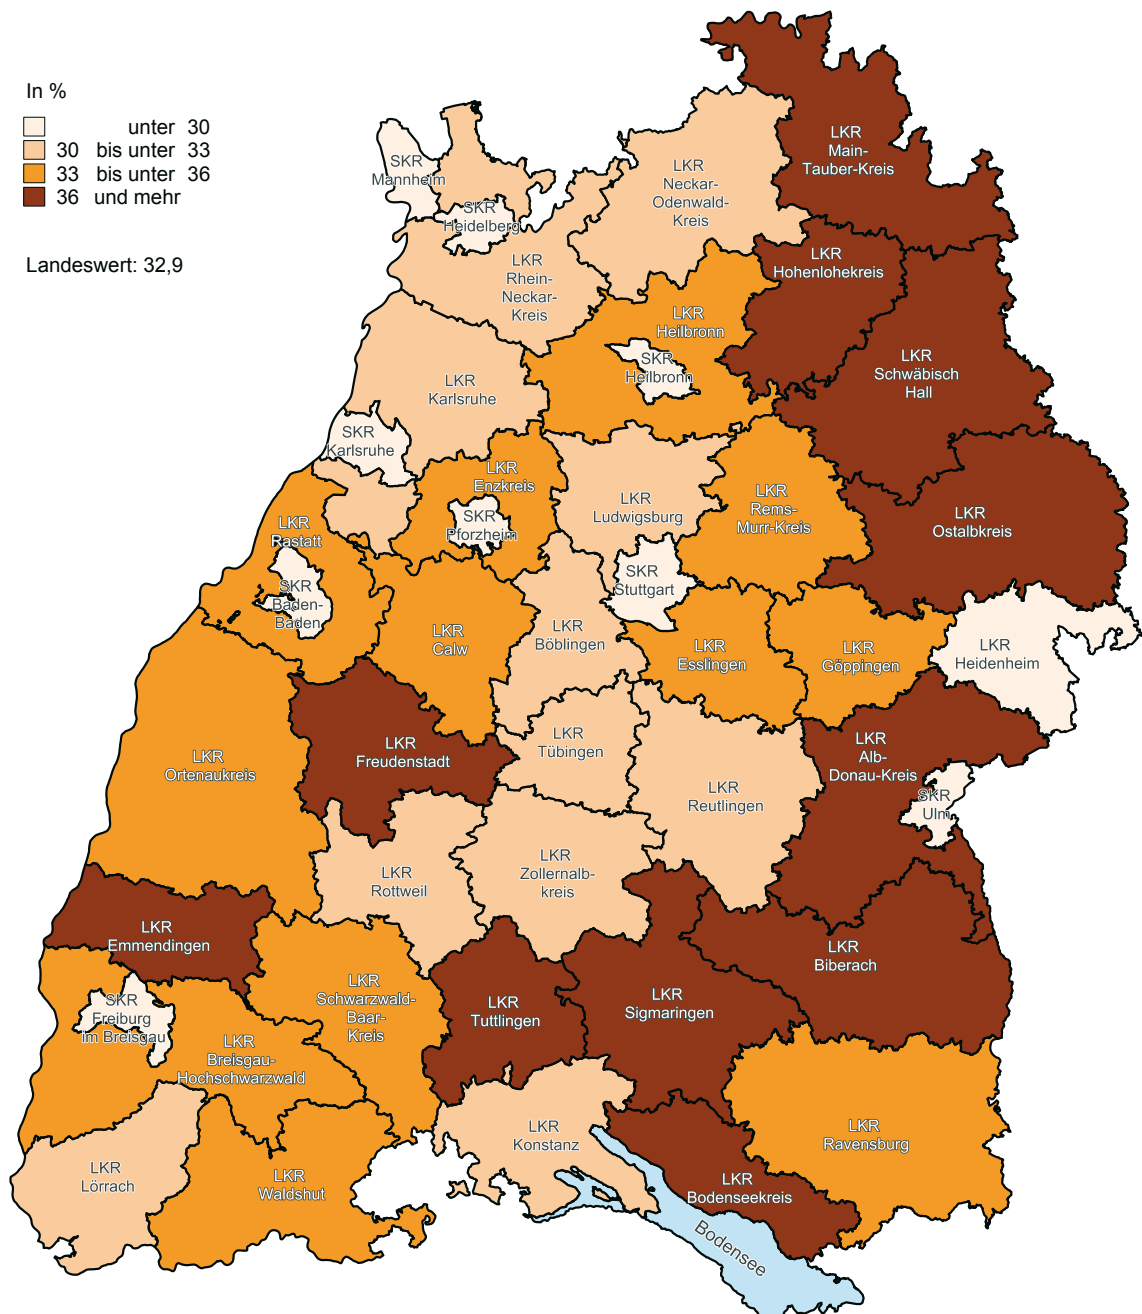 In %
unter 30
30 bis unter 33
33 bis unter 36
36 und mehr
Landeswert: 32,9
LKR
Main-
Tauber-Kreis
SKR
Mannheim
LKR
Neckar-
Odenwald-
Kreis
SKR
Heidelberg
LKR
Hohenlohekreis
LKR
Rhein-
Neckar-
Kreis
LKR
Heilbronn
SKR
Heilbronn
LKR
Schwäbisch
Hall
LKR
Karlsruhe
SKR
Karlsruhe
LKR
Enzkreis
LKR
Ludwigsburg
LKR
Rems-
Murr-Kreis
LKR
Ostalbkreis
SKR
Pforzheim
LKR
Rastatt
SKR
Baden-
Baden
SKR
Stuttgart
LKR
Calw
LKR
Böblingen
LKR
Esslingen
LKR
Göppingen
LKR
Heidenheim
LKR
Freudenstadt
LKR
Tübingen
LKR
Alb-
Donau-Kreis
LKR
Ortenaukreis
LKR
Reutlingen
SKR
Ulm
LKR
Rottweil
LKR
Zollernalb-
kreis
LKR
Emmendingen
LKR
Biberach
LKR
Schwarzwald-
Baar-
Kreis
LKR
Tuttlingen
LKR
Sigmaringen
SKR
Freiburg
im Breisgau
LKR
Breisgau-
Hochschwarzwald
LKR
Konstanz
LKR
Ravensburg
LKR
Lörrach
LKR
Waldshut
LKR
Bodenseekreis
Bodensee